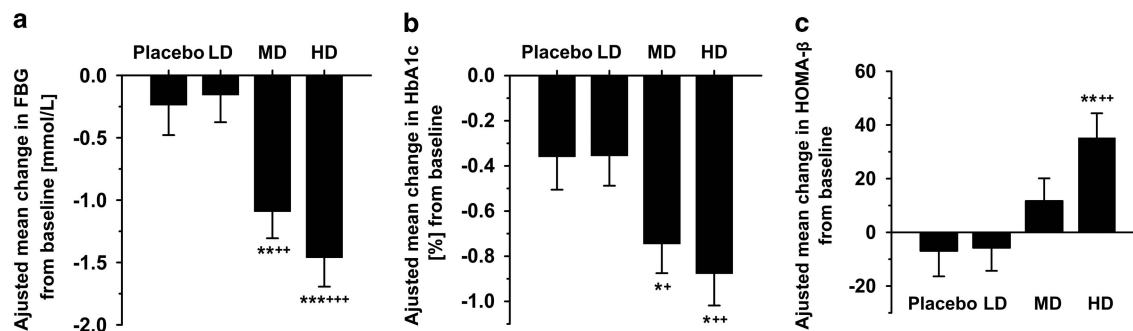 a
Placebo LD MD HD
0.0
-0.5
-1.0
-1.5
-2.0
Ajusted mean change in FBG
from baseline [mmol/L]
**++
***+++
b
Placebo LD MD HD
0.0
-0.2
-0.4
-0.6
-0.8
-1.0
Ajusted mean change in HbA1c
[%] from baseline
*+
*++
c
60
40
20
0
-20
Ajusted mean change in HOMA-β
from baseline
**++
Placebo LD MD HD